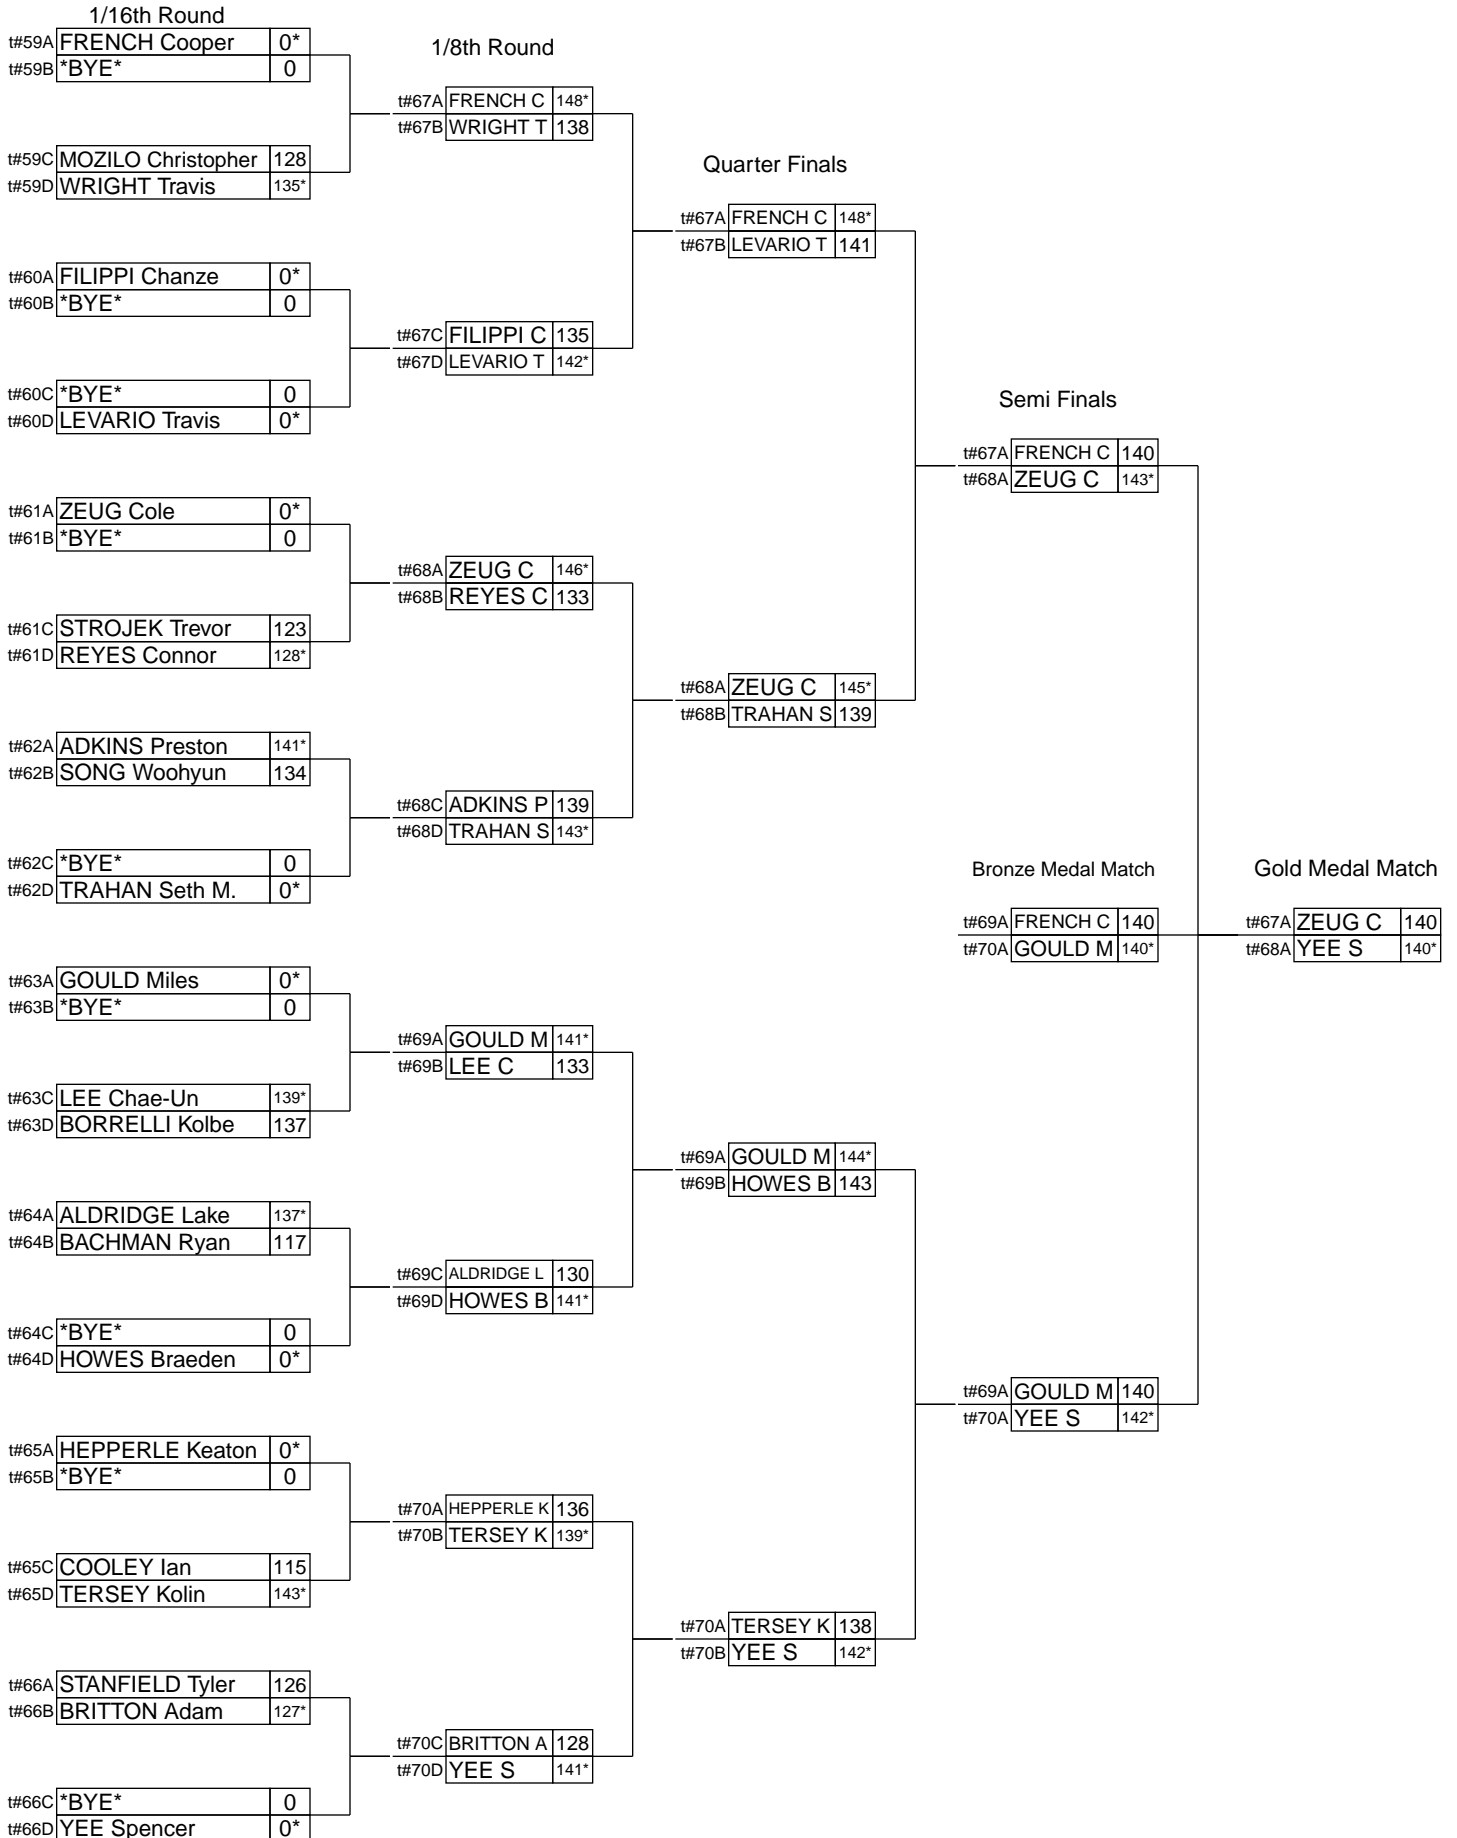 1/16th Round
t#59A FRENCH Cooper 0*
t#59B *BYE* 0
t#59C MOZILO Christopher 128
t#59D WRIGHT Travis 135*
t#60A FILIPPI Chanze 0*
t#60B *BYE* 0
t#60C *BYE* 0
t#60D LEVARIO Travis 0*
t#61A ZEUG Cole 0*
t#61B *BYE* 0
t#61C STROJEK Trevor 123
t#61D REYES Connor 128*
t#62A ADKINS Preston 141*
t#62B SONG Woohyun 134
t#62C *BYE* 0
t#62D TRAHAN Seth M. 0*
t#63A GOULD Miles 0*
t#63B *BYE* 0
t#63C LEE Chae-Un 139*
t#63D BORRELLI Kolbe 137
t#64A ALDRIDGE Lake 137*
t#64B BACHMAN Ryan 117
t#64C *BYE* 0
t#64D HOWES Braeden 0*
t#65A HEPPERLE Keaton 0*
t#65B *BYE* 0
t#65C COOLEY Ian 115
t#65D TERSEY Kolin 143*
t#66A STANFIELD Tyler 126
t#66B BRITTON Adam 127*
t#66C *BYE* 0
t#66D YEE Spencer 0*
1/8th Round
t#67A FRENCH C 148*
t#67B WRIGHT T 138
t#67C FILIPPI C 135
t#67D LEVARIO T 142*
t#68A ZEUG C 146*
t#68B REYES C 133
t#68C ADKINS P 139
t#68D TRAHAN S 143*
t#69A GOULD M 141*
t#69B LEE C 133
t#69C ALDRIDGE L 130
t#69D HOWES B 141*
t#70A HEPPERLE K 136
t#70B TERSEY K 139*
t#70C BRITTON A 128
t#70D YEE S 141*
Quarter Finals
t#67A FRENCH C 148*
t#67B LEVARIO T 141
t#68A ZEUG C 145*
t#68B TRAHAN S 139
t#69A GOULD M 144*
t#69B HOWES B 143
t#70A TERSEY K 138
t#70B YEE S 142*
Semi Finals
t#67A FRENCH C 140
t#68A ZEUG C 143*
t#69A GOULD M 140
t#70A YEE S 142*
Bronze Medal Match
t#69A FRENCH C 140
t#70A GOULD M 140*
Gold Medal Match
t#67A ZEUG C 140
t#68A YEE S 140*